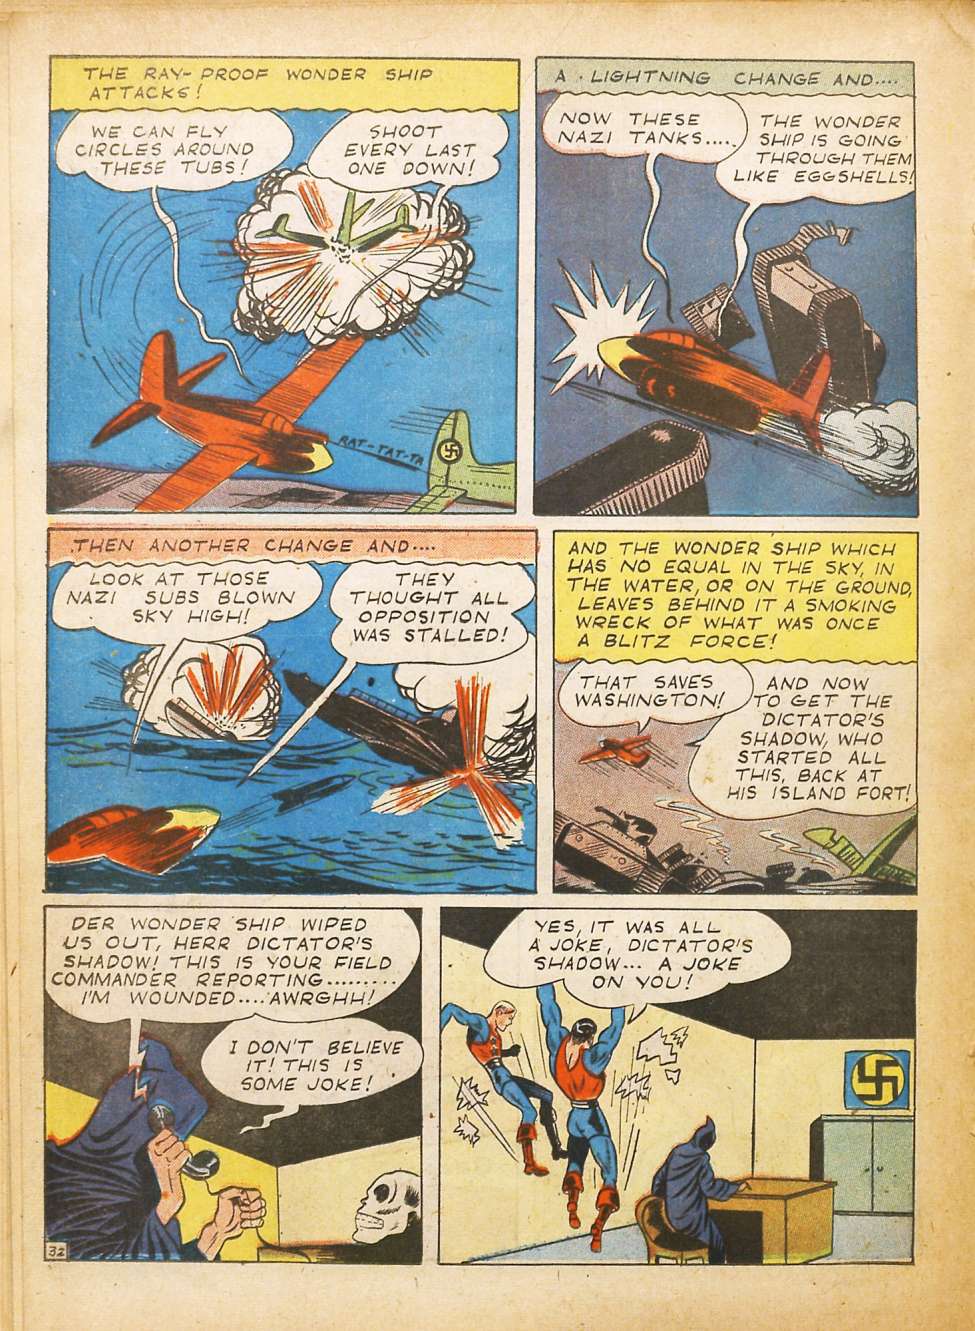 THE RAY-PROOF WONDER SHIP
ATTACKS!
WE CAN FLY
CIRCLES AROUND
THESE TUBS!
SHOOT
EVERY LAST
ONE DOWN!
RAT-TAT-TA
A LIGHTNING CHANGE AND....
NOW THESE
NAZI TANKS.....
THE WONDER
SHIP IS GOING
THROUGH THEM
LIKE EGGSHELLS!
THEN ANOTHER CHANGE AND....
LOOK AT THOSE
NAZI SUBS BLOWN
SKY HIGH!
THEY
THOUGHT ALL
OPPOSITION
WAS STALLED!
AND THE WONDER SHIP WHICH
HAS NO EQUAL IN THE SKY, IN
THE WATER, OR ON THE GROUND,
LEAVES BEHIND IT A SMOKING
WRECK OF WHAT WAS ONCE
A BLITZ FORCE!
THAT SAVES
WASHINGTON!
AND NOW
TO GET THE
DICTATOR'S
SHADOW, WHO
STARTED ALL
THIS, BACK AT
HIS ISLAND FORT!
DER WONDER SHIP WIPED
US OUT, HERR DICTATOR'S
SHADOW! THIS IS YOUR FIELD
COMMANDER REPORTING.........
I'M WOUNDED....AWRGHH!
I DON'T BELIEVE
IT! THIS IS
SOME JOKE!
32
YES, IT WAS ALL
A JOKE, DICTATOR'S
SHADOW... A JOKE
ON YOU!